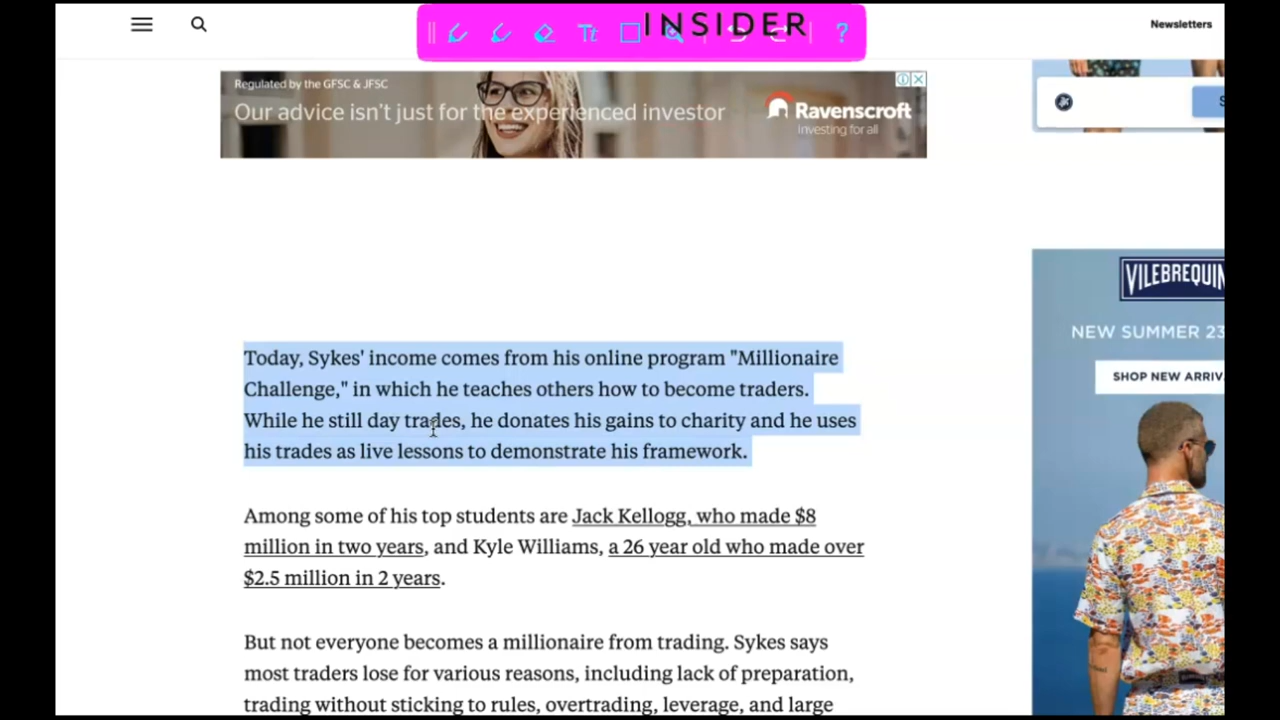 INSIDER
Tt
?
Newsletters
Regulated by the GFSC & JFSC
Our advice isn't just for the experienced investor
Ravenscroft
Investing for all
S
VILEBREQUIN
NEW SUMMER 23
SHOP NEW ARRIV
Today, Sykes' income comes from his online program "Millionaire
Challenge," in which he teaches others how to become traders.
While he still day trades, he donates his gains to charity and he uses
his trades as live lessons to demonstrate his framework.
Among some of his top students are Jack Kellogg, who made $8
million in two years, and Kyle Williams, a 26 year old who made over
$2.5 million in 2 years.
But not everyone becomes a millionaire from trading. Sykes says
most traders lose for various reasons, including lack of preparation,
trading without sticking to rules, overtrading, leverage, and large